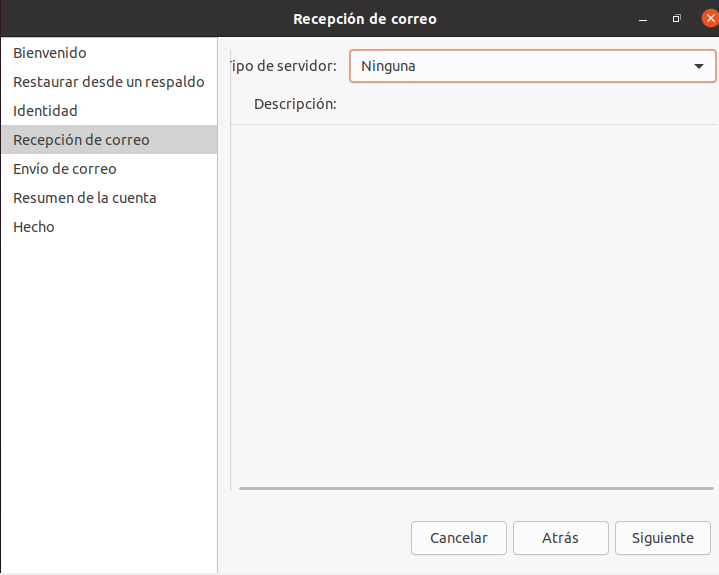 Recepción de correo
Bienvenido
Restaurar desde un respaldo
Identidad
Recepción de correo
Envío de correo
Resumen de la cuenta
Hecho
ipo de servidor: Ninguna
Descripción:
Cancelar Atrás Siguiente